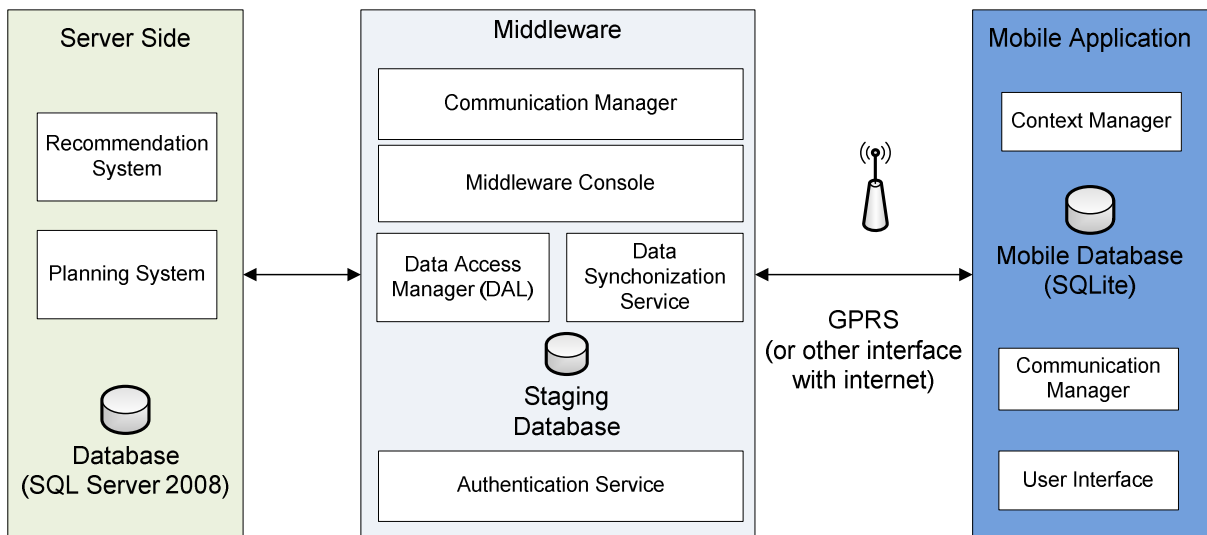 Server Side
Recommendation
System
Planning System
Database
(SQL Server 2008)
Middleware
Communication Manager
Middleware Console
Data Access
Manager (DAL)
Data
Synchonization
Service
Staging
Database
Authentication Service
GPRS
(or other interface
with internet)
Mobile Application
Context Manager
Mobile Database
(SQLite)
Communication
Manager
User Interface